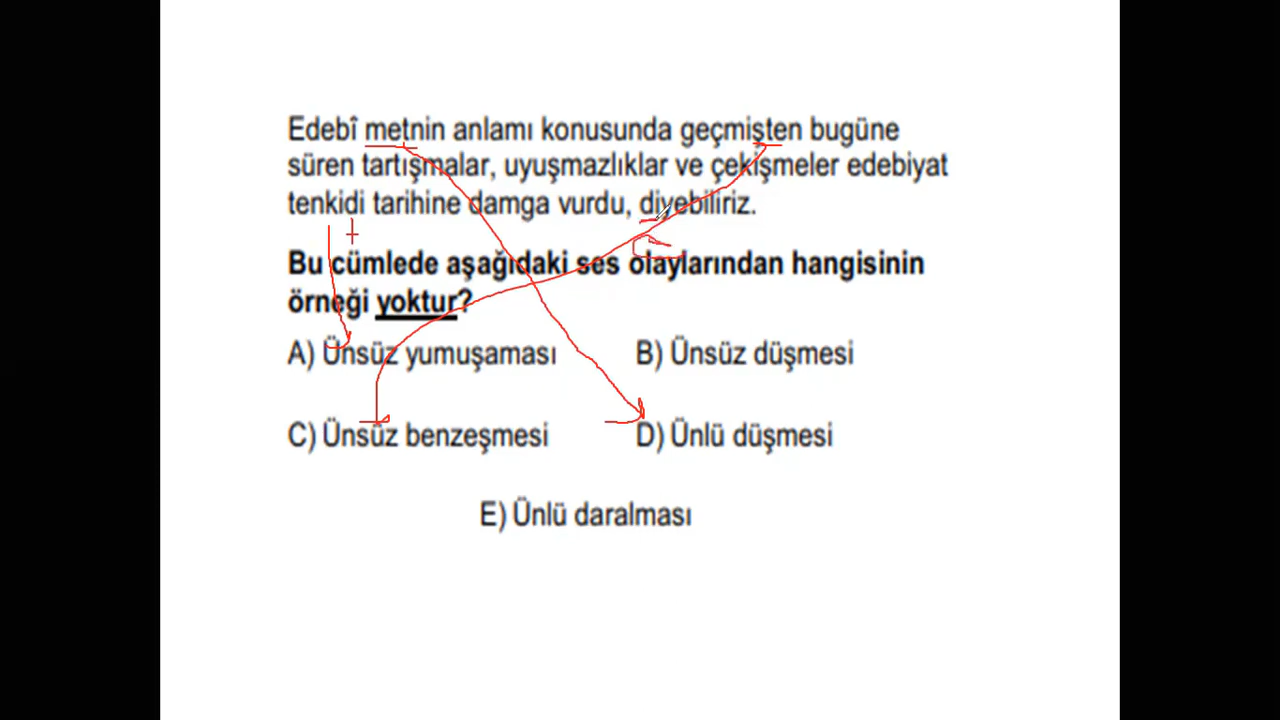 Edebî metnin anlamı konusunda geçmişten bugüne
süren tartışmalar, uyuşmazlıklar ve çekişmeler edebiyat
tenkidi tarihine damga vurdu, diyebiliriz.
Bu cümlede aşağıdaki ses olaylarından hangisinin
örneği yoktur?
A) Ünsüz yumuşaması B) Ünsüz düşmesi
C) Ünsüz benzeşmesi D) Ünlü düşmesi
E) Ünlü daralması